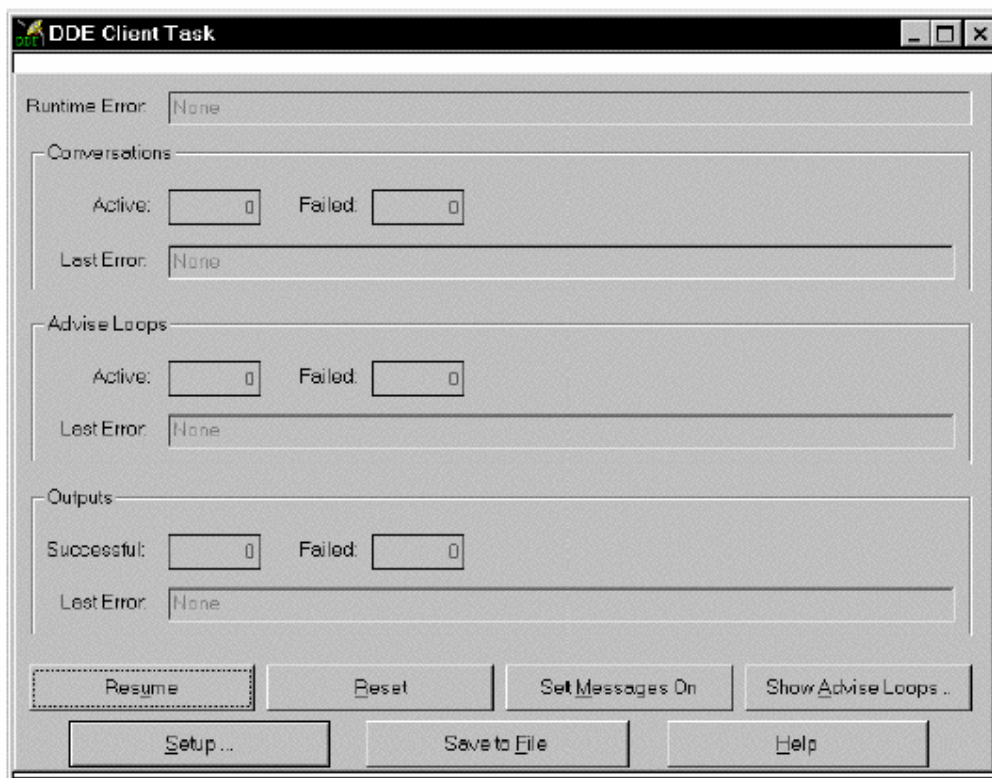 DDE DDE Client Task
Runtime Error: None
Conversations
Active: 0 Failed: 0
Last Error: None
Advise Loops
Active: 0 Failed: 0
Last Error: None
Outputs
Successful: 0 Failed: 0
Last Error: None
Resume Reset Set Messages On Show Advise Loops ..
Setup ... Save to File Help